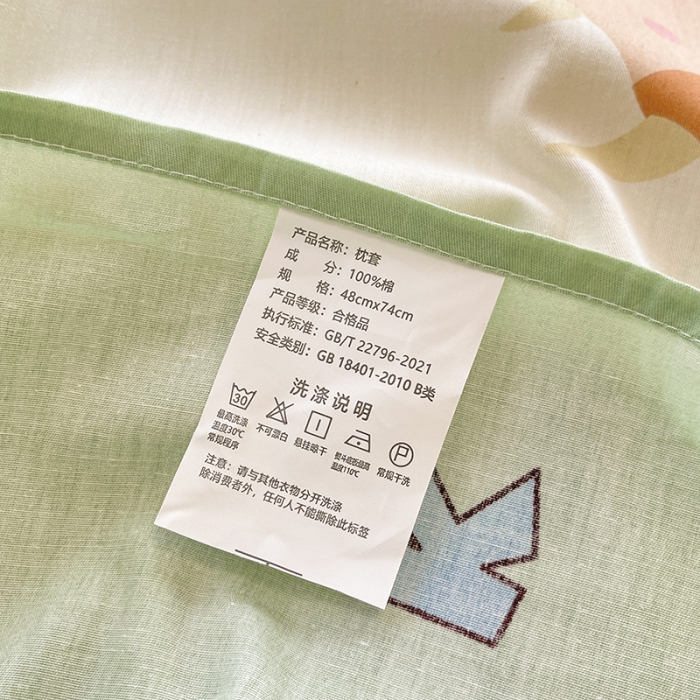 产品名称：枕套
成 分：100%棉
规 格：48cmx74cm
产品等级：合格品
执行标准：GB/T 22796-2021
安全类别：GB 18401-2010 B类
洗涤说明
30
P
最高洗涤
温度30℃
常规程序
不可漂白
悬挂晾干
熨斗底板最高
温度110℃
常规干洗
注意：请与其他衣物分开洗涤
除消费者外，任何人不能撕除此标签